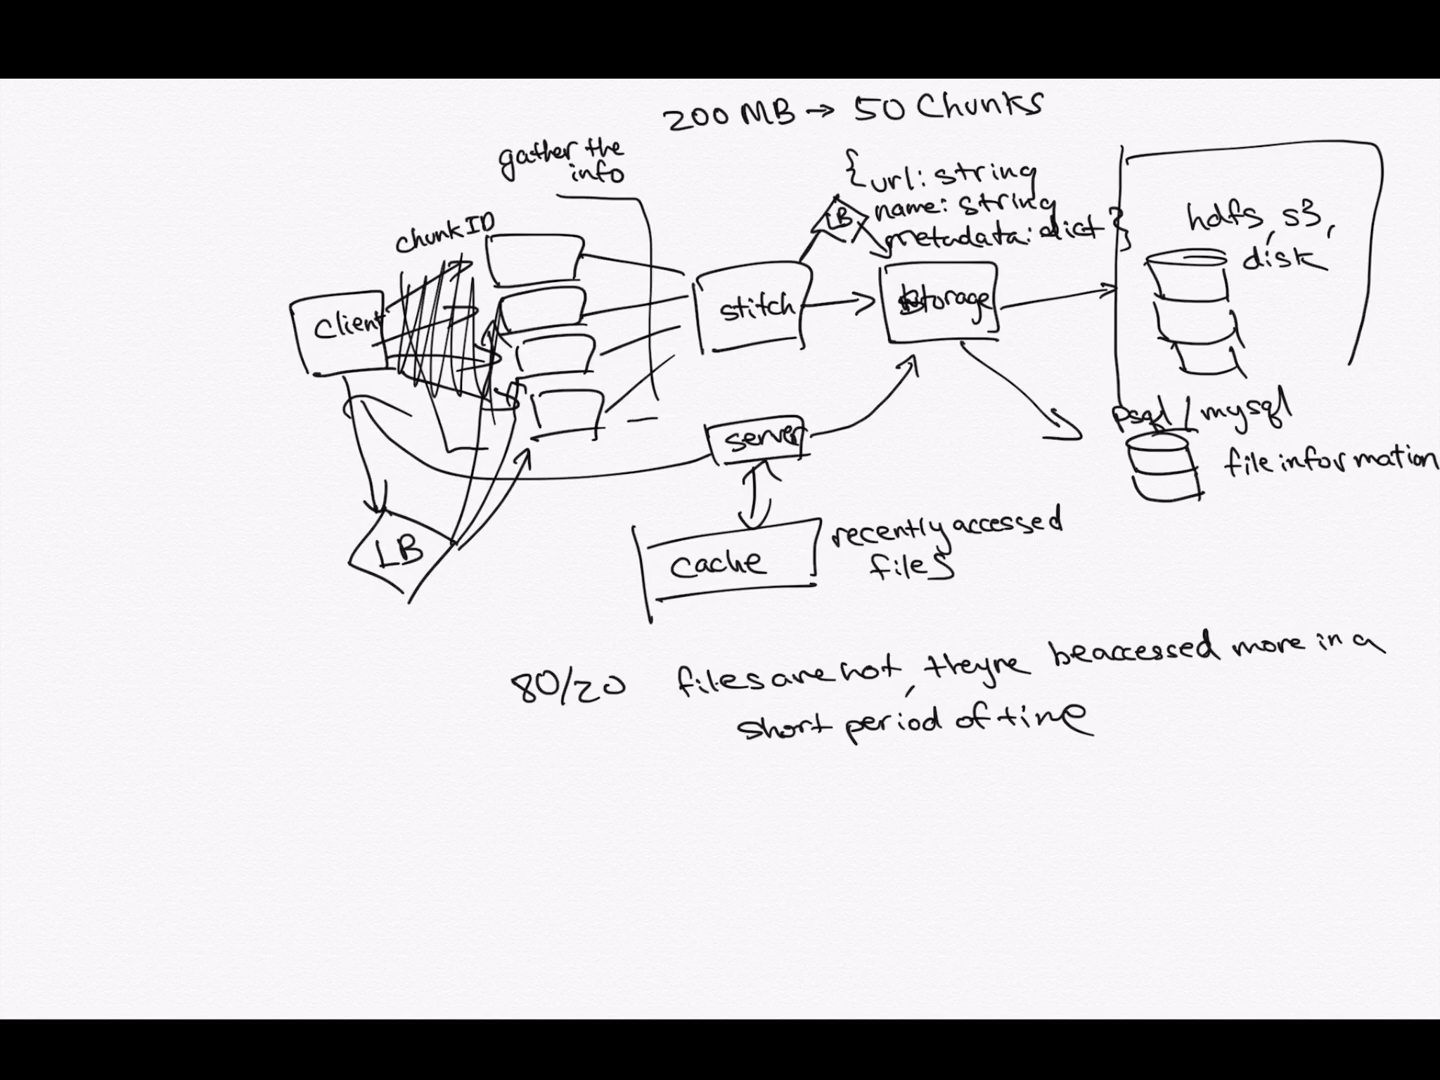 200 MB → 50 Chunks
gather the
info
{url: string
name: string
metadata: dict}
chunkID
LB
hdfs, s3,
disk
client
stitch
storage
psql / mysql
file information
server
LB
cache
recently accessed
files
80/20 files are not, theyre be accessed more in a
short period of time